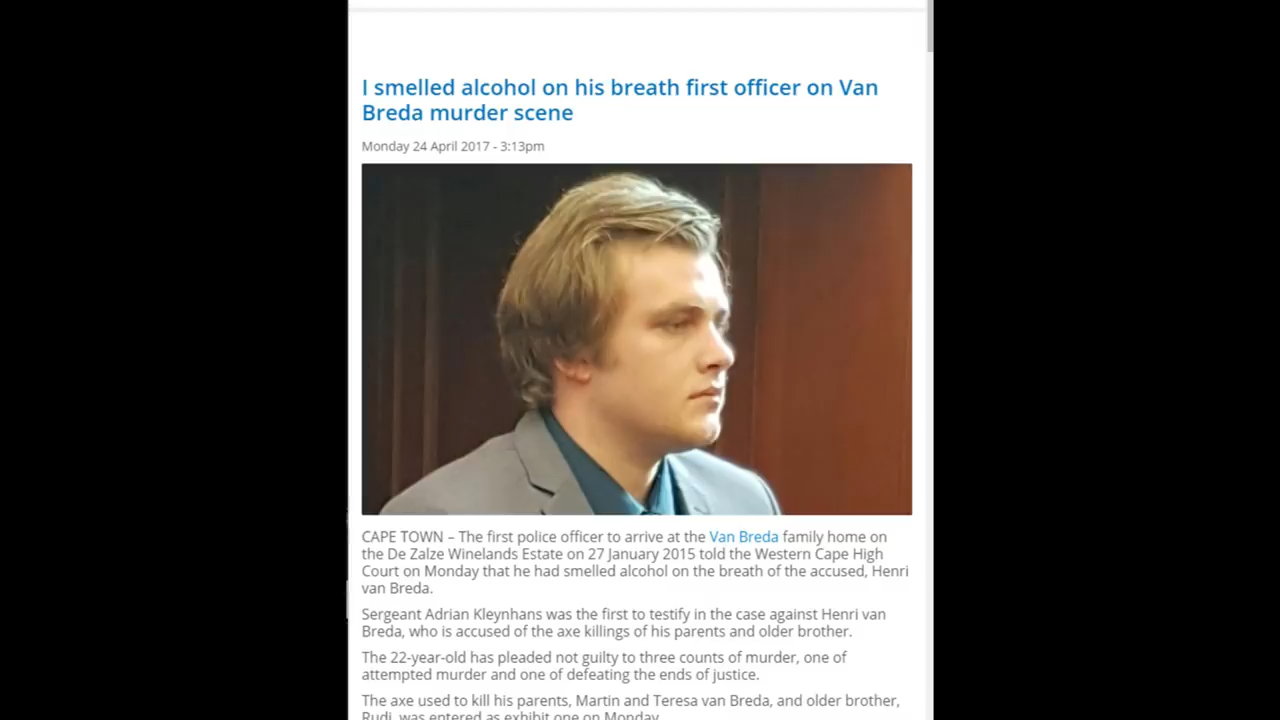 I smelled alcohol on his breath first officer on Van
Breda murder scene
Monday 24 April 2017 - 3:13pm
CAPE TOWN – The first police officer to arrive at the Van Breda family home on
the De Zalze Winelands Estate on 27 January 2015 told the Western Cape High
Court on Monday that he had smelled alcohol on the breath of the accused, Henri
van Breda.
Sergeant Adrian Kleynhans was the first to testify in the case against Henri van
Breda, who is accused of the axe killings of his parents and older brother.
The 22-year-old has pleaded not guilty to three counts of murder, one of
attempted murder and one of defeating the ends of justice.
The axe used to kill his parents, Martin and Teresa van Breda, and older brother,
Rudi, was entered as exhibit one on Monday.